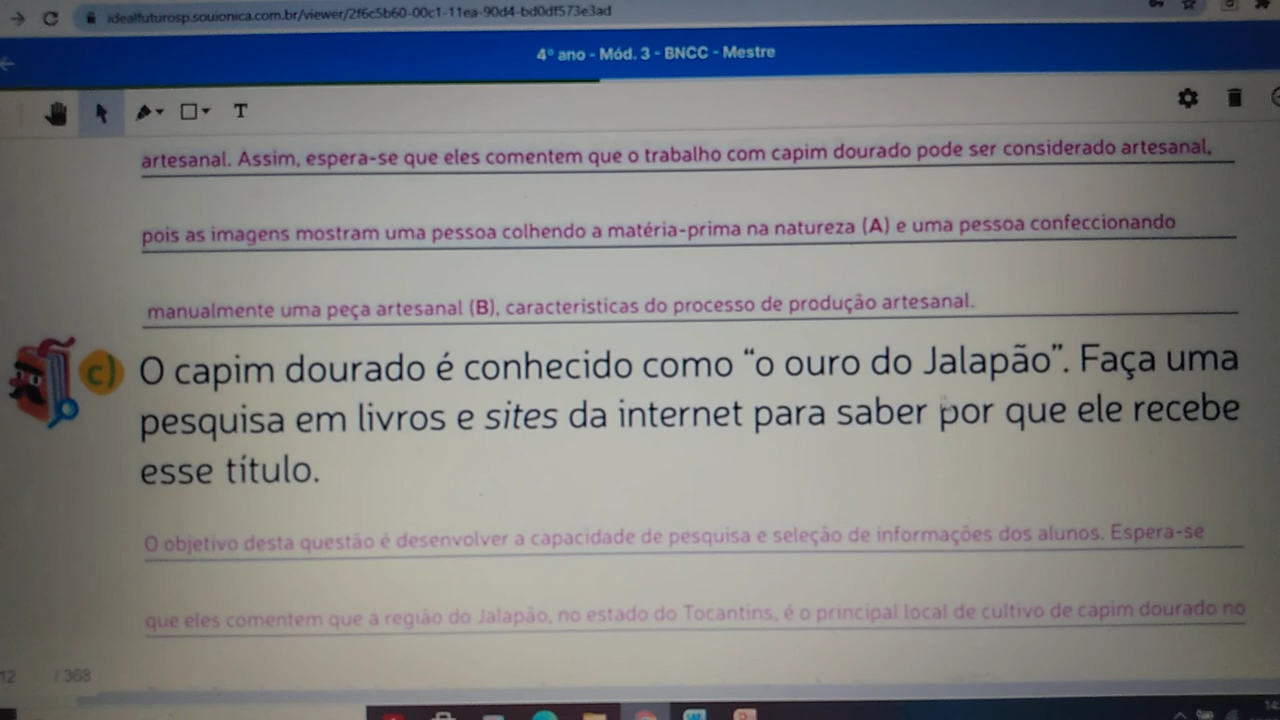 idealfuturosp.souionica.com.br/viewer/2f6c5b60-00c1-11ea-90d4-bd0df573e3ad
4º ano - Mód. 3 - BNCC - Mestre
T
artesanal. Assim, espera-se que eles comentem que o trabalho com capim dourado pode ser considerado artesanal,
pois as imagens mostram uma pessoa colhendo a matéria-prima na natureza (A) e uma pessoa confeccionando
manualmente uma peça artesanal (B), características do processo de produção artesanal.
c) O capim dourado é conhecido como “o ouro do Jalapão”. Faça uma
pesquisa em livros e sites da internet para saber por que ele recebe
esse título.
O objetivo desta questão é desenvolver a capacidade de pesquisa e seleção de informações dos alunos. Espera-se
que eles comentem que a região do Jalapão, no estado do Tocantins, é o principal local de cultivo de capim dourado no
12 / 368